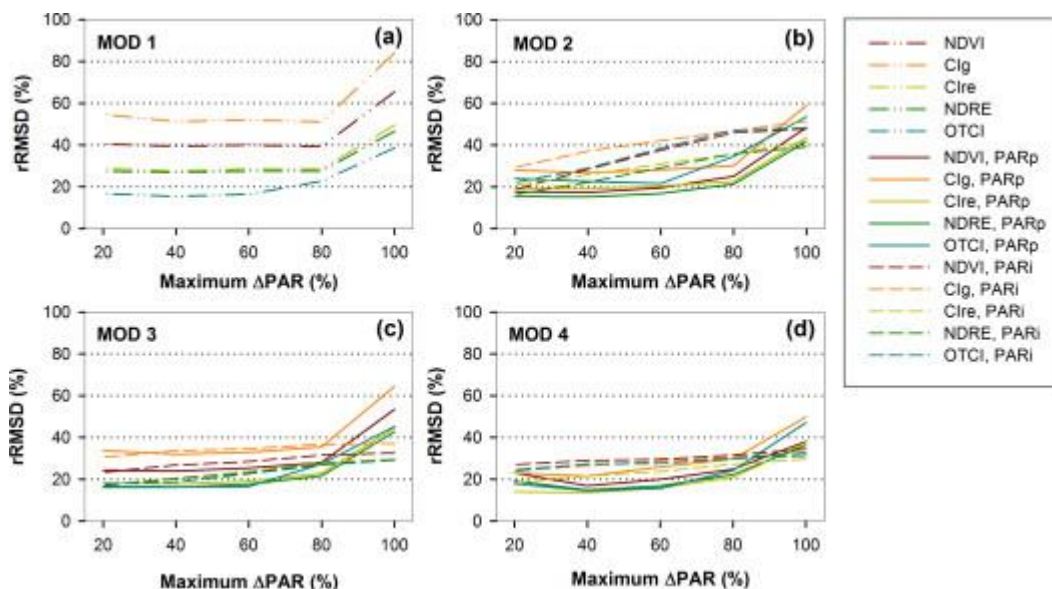 MOD 1
(a)
rRMSD (%)
100
80
60
40
20
0
20 40 60 80 100
Maximum ΔPAR (%)
MOD 2
(b)
rRMSD (%)
100
80
60
40
20
0
20 40 60 80 100
Maximum ΔPAR (%)
NDVI
CIg
CIre
NDRE
OTCI
NDVI, PARp
CIg, PARp
CIre, PARp
NDRE, PARp
OTCI, PARp
NDVI, PARi
CIg, PARi
CIre, PARi
NDRE, PARi
OTCI, PARi
MOD 3
(c)
rRMSD (%)
100
80
60
40
20
0
20 40 60 80 100
Maximum ΔPAR (%)
MOD 4
(d)
rRMSD (%)
100
80
60
40
20
0
20 40 60 80 100
Maximum ΔPAR (%)